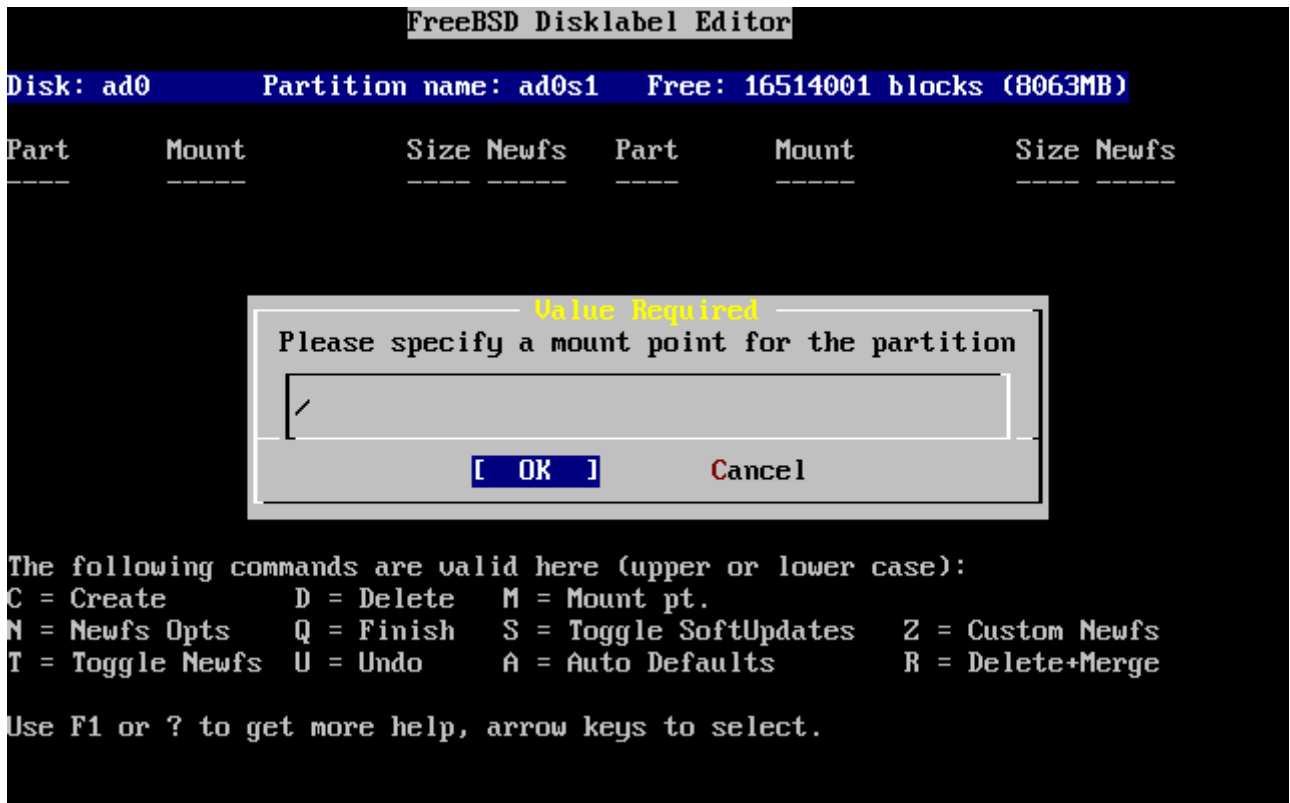 FreeBSD Disklabel Editor
Disk: ad0 Partition name: ad0s1 Free: 16514001 blocks (8063MB)
Part Mount Size Newfs Part Mount Size Newfs
---- ----- ---- ----- ---- ----- ---- -----
Value Required
Please specify a mount point for the partition
/
[ OK ] Cancel
The following commands are valid here (upper or lower case):
C = Create D = Delete M = Mount pt.
N = Newfs Opts Q = Finish S = Toggle SoftUpdates Z = Custom Newfs
T = Toggle Newfs U = Undo A = Auto Defaults R = Delete+Merge
Use F1 or ? to get more help, arrow keys to select.